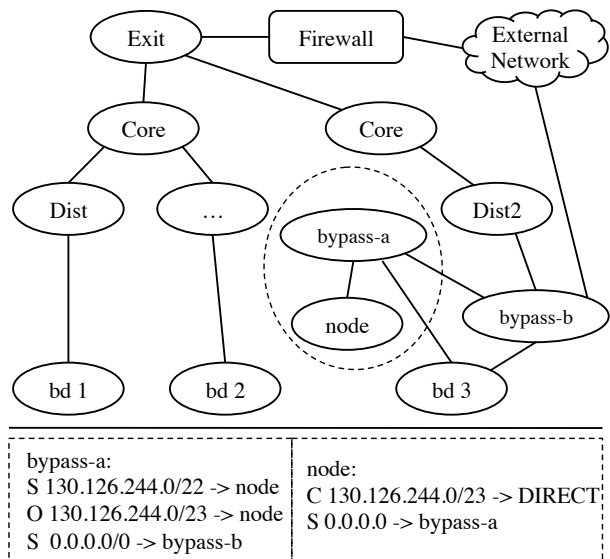 Exit
Firewall
External
Network
Core
Core
Dist
...
Dist2
bypass-a
node
bypass-b
bd 1
bd 2
bd 3
bypass-a:
S 130.126.244.0/22 -> node
O 130.126.244.0/23 -> node
S 0.0.0.0/0 -> bypass-b
node:
C 130.126.244.0/23 -> DIRECT
S 0.0.0.0 -> bypass-a